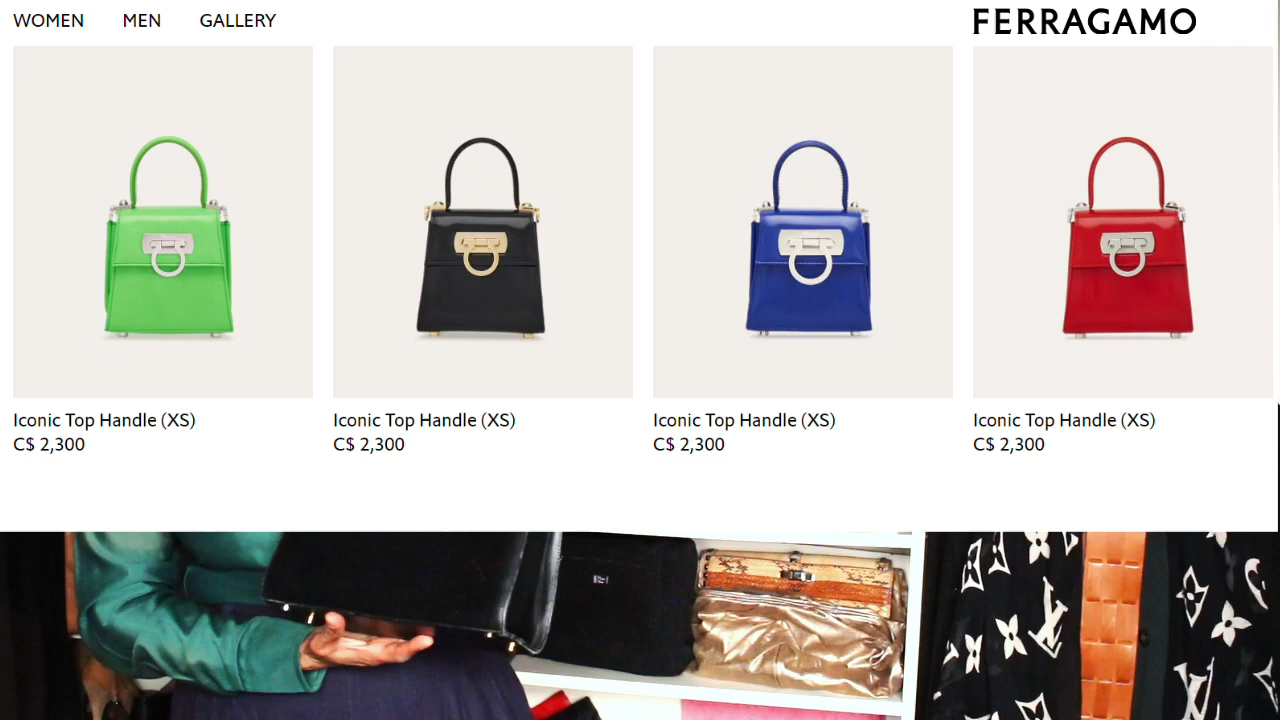 WOMEN MEN GALLERY FERRAGAMO
Iconic Top Handle (XS) Iconic Top Handle (XS) Iconic Top Handle (XS) Iconic Top Handle (XS)
C$ 2,300 C$ 2,300 C$ 2,300 C$ 2,300